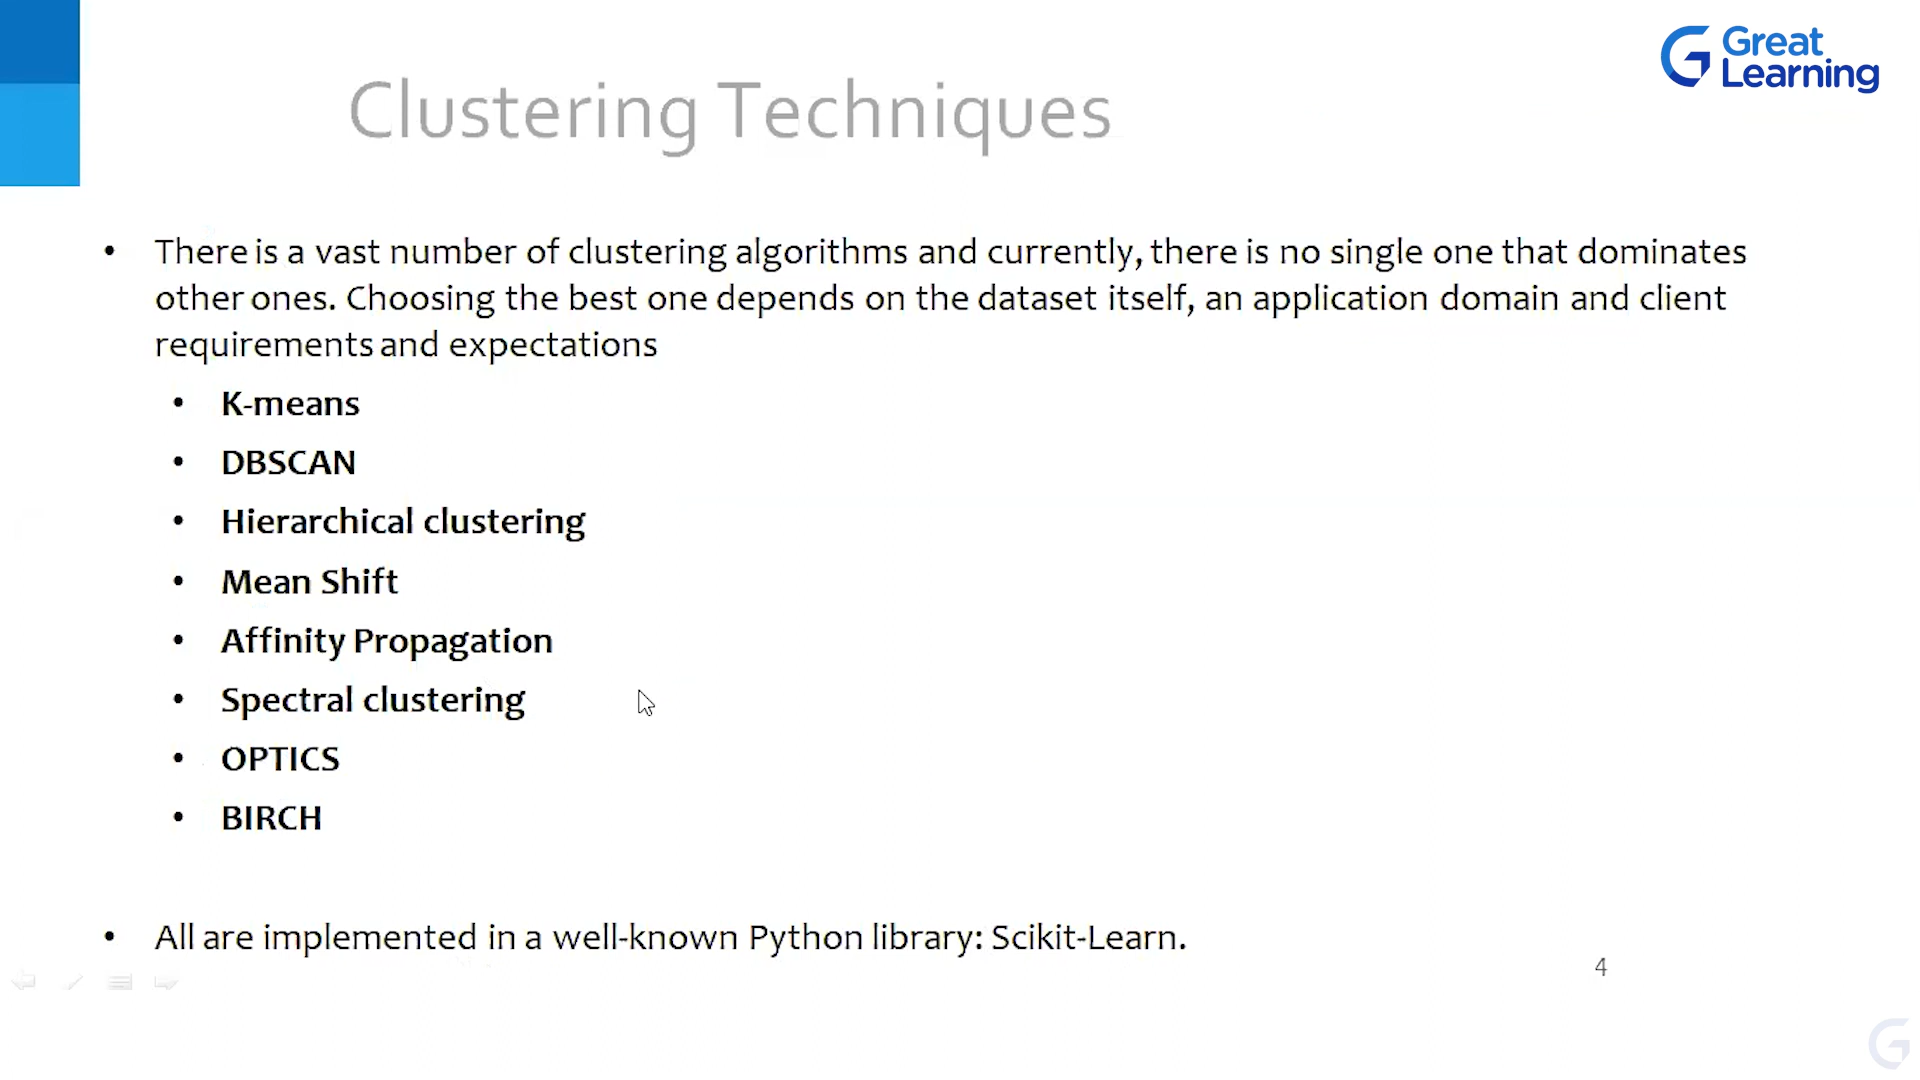 Great
Learning
Clustering Techniques
• There is a vast number of clustering algorithms and currently, there is no single one that dominates
other ones. Choosing the best one depends on the dataset itself, an application domain and client
requirements and expectations
• K-means
• DBSCAN
• Hierarchical clustering
• Mean Shift
• Affinity Propagation
• Spectral clustering
• OPTICS
• BIRCH
• All are implemented in a well-known Python library: Scikit-Learn.
4